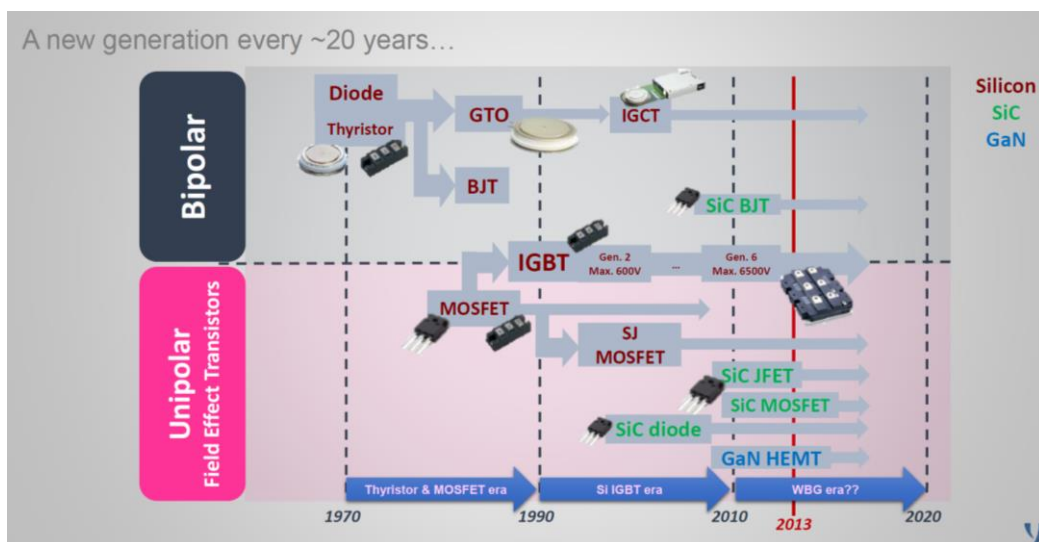 A new generation every ~20 years…
Bipolar
Diode
Thyristor
GTO
IGCT
BJT
SiC BJT
Silicon
SiC
GaN
IGBT
Gen. 2
Max. 600V
...
Gen. 6
Max. 6500V
Unipolar
Field Effect Transistors
MOSFET
SJ
MOSFET
SiC JFET
SiC MOSFET
SiC diode
GaN HEMT
Thyristor & MOSFET era
Si IGBT era
WBG era??
1970
1990
2010
2013
2020